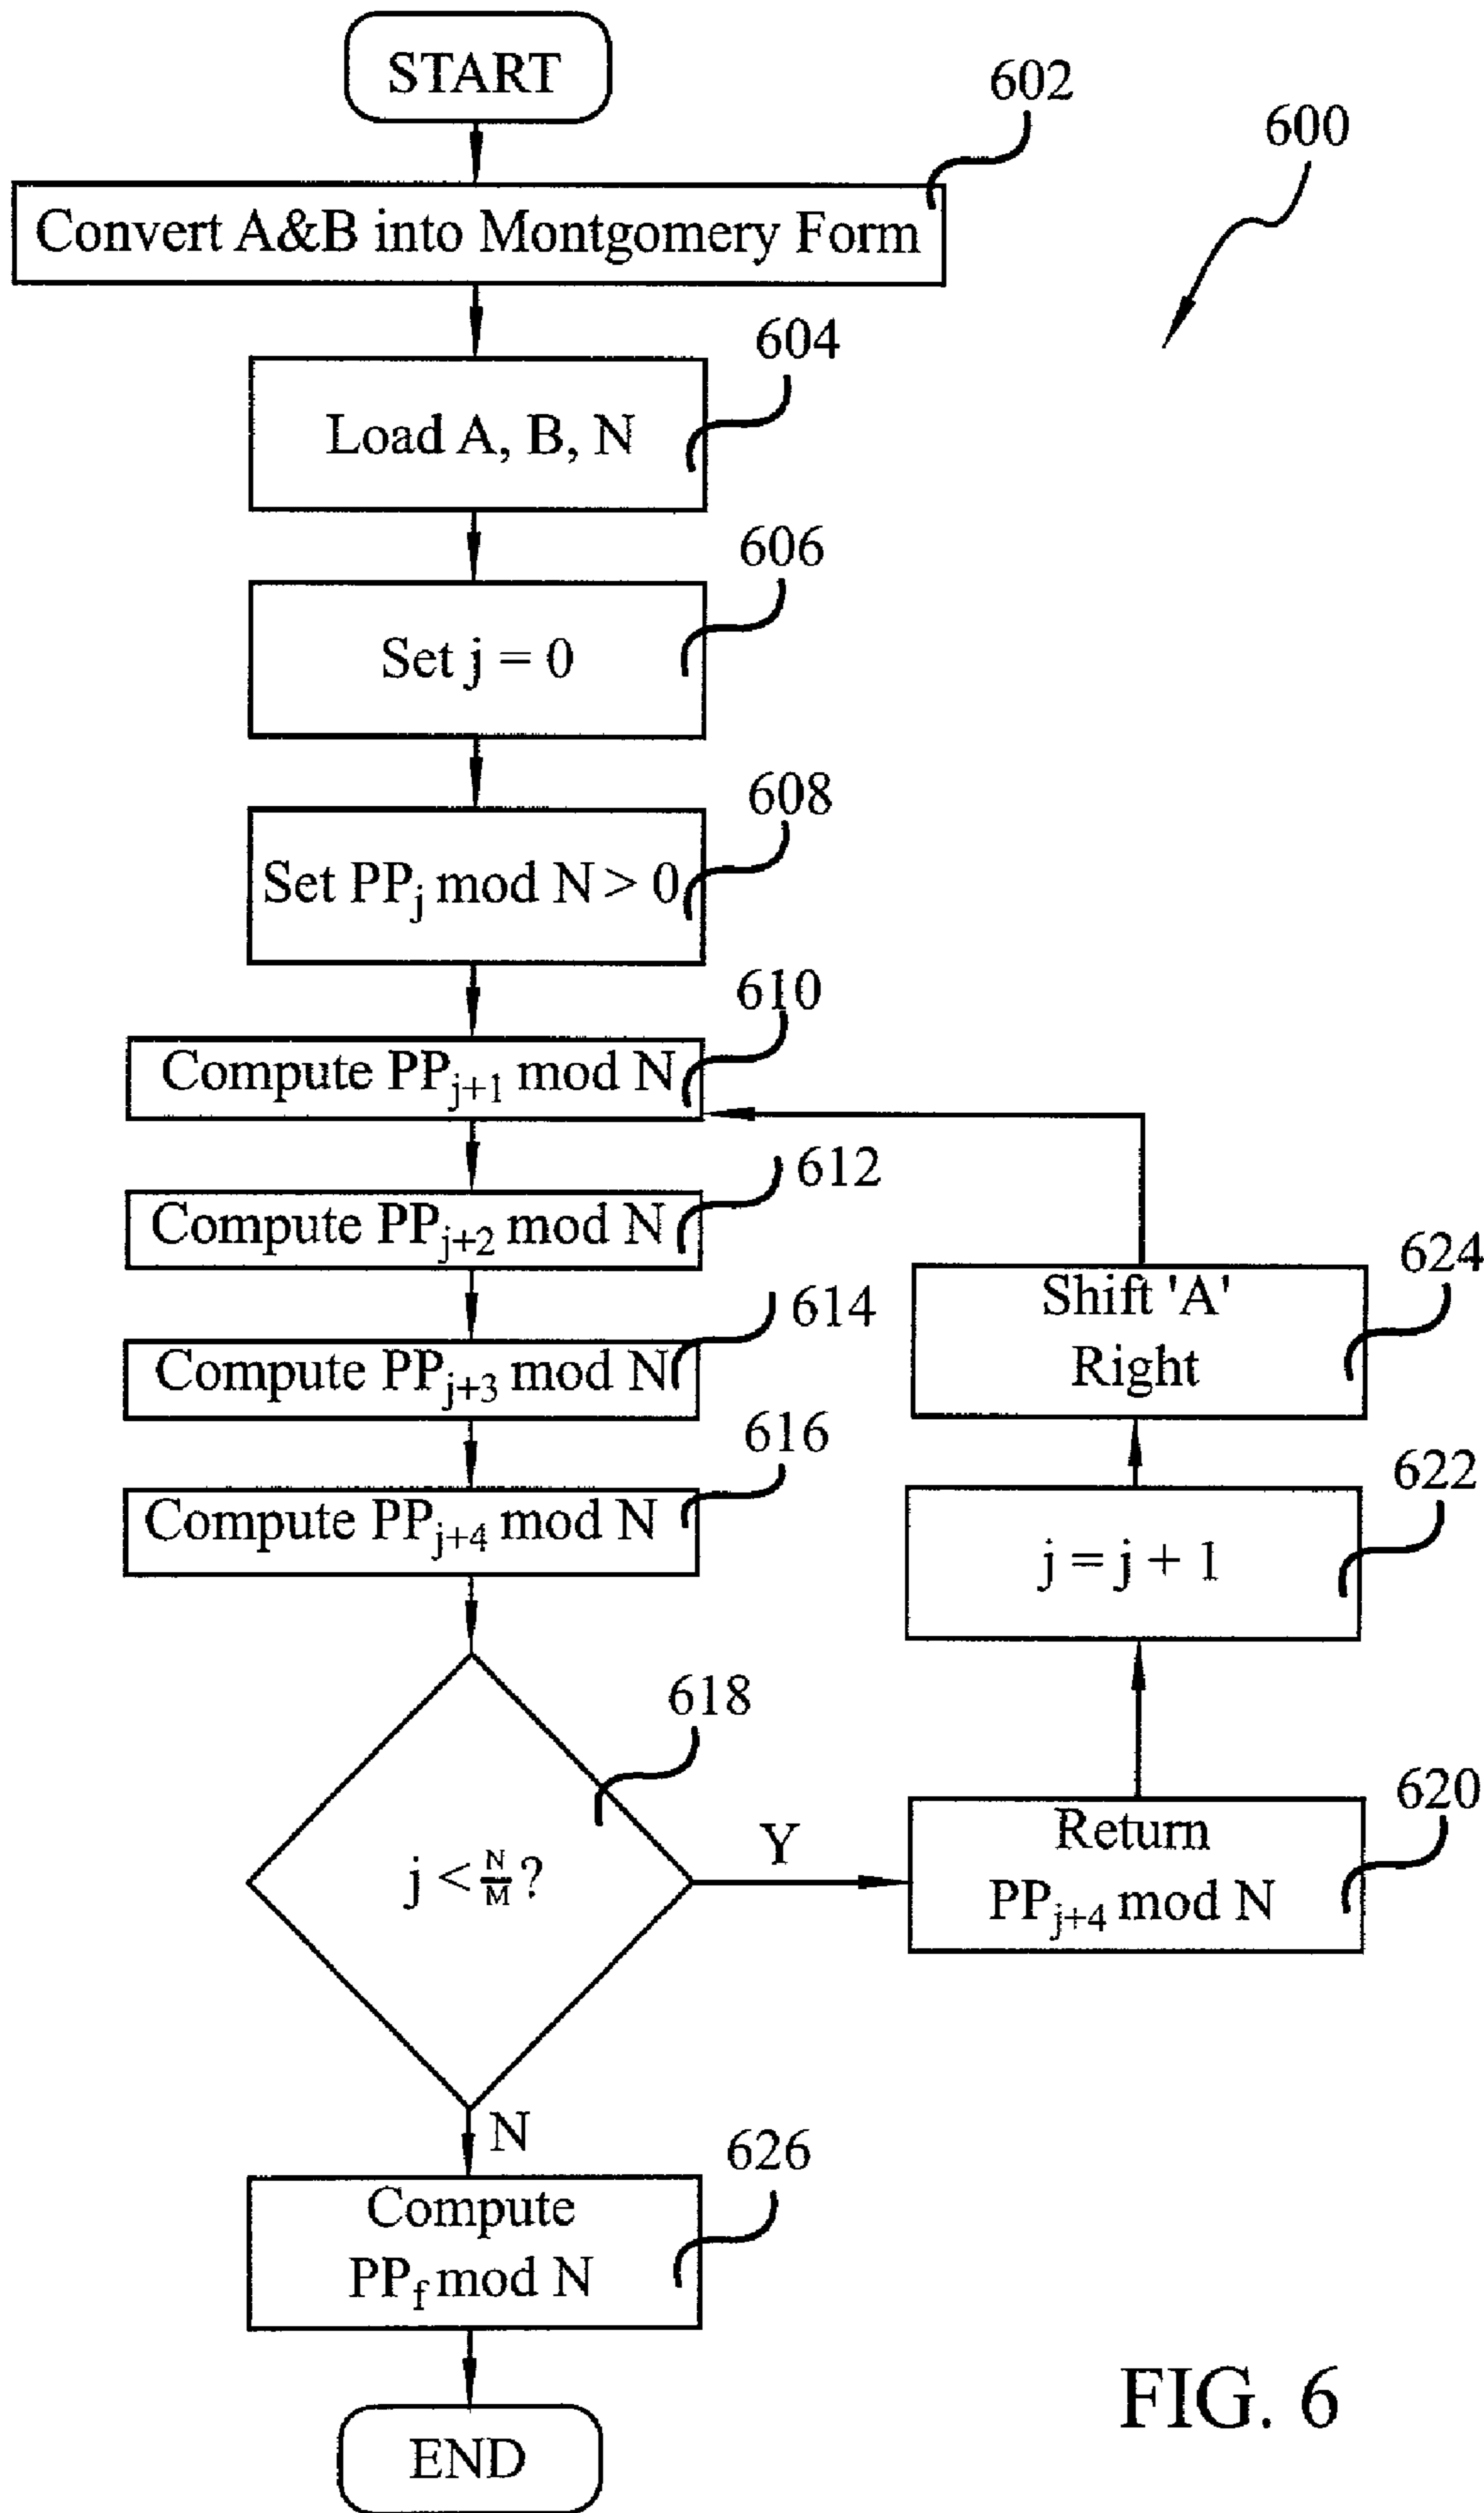 START
602
600
Convert A&B into Montgomery Form
604
Load A, B, N
606
Set j = 0
608
Set PPj mod N > 0
610
Compute PPj+1 mod N
612
Compute PPj+2 mod N
614
Compute PPj+3 mod N
616
Compute PPj+4 mod N
624
Shift 'A'
Right
622
j = j + 1
618
j < N/M ?
Y
620
Return
PPj+4 mod N
N
626
Compute
PPf mod N
END
FIG. 6